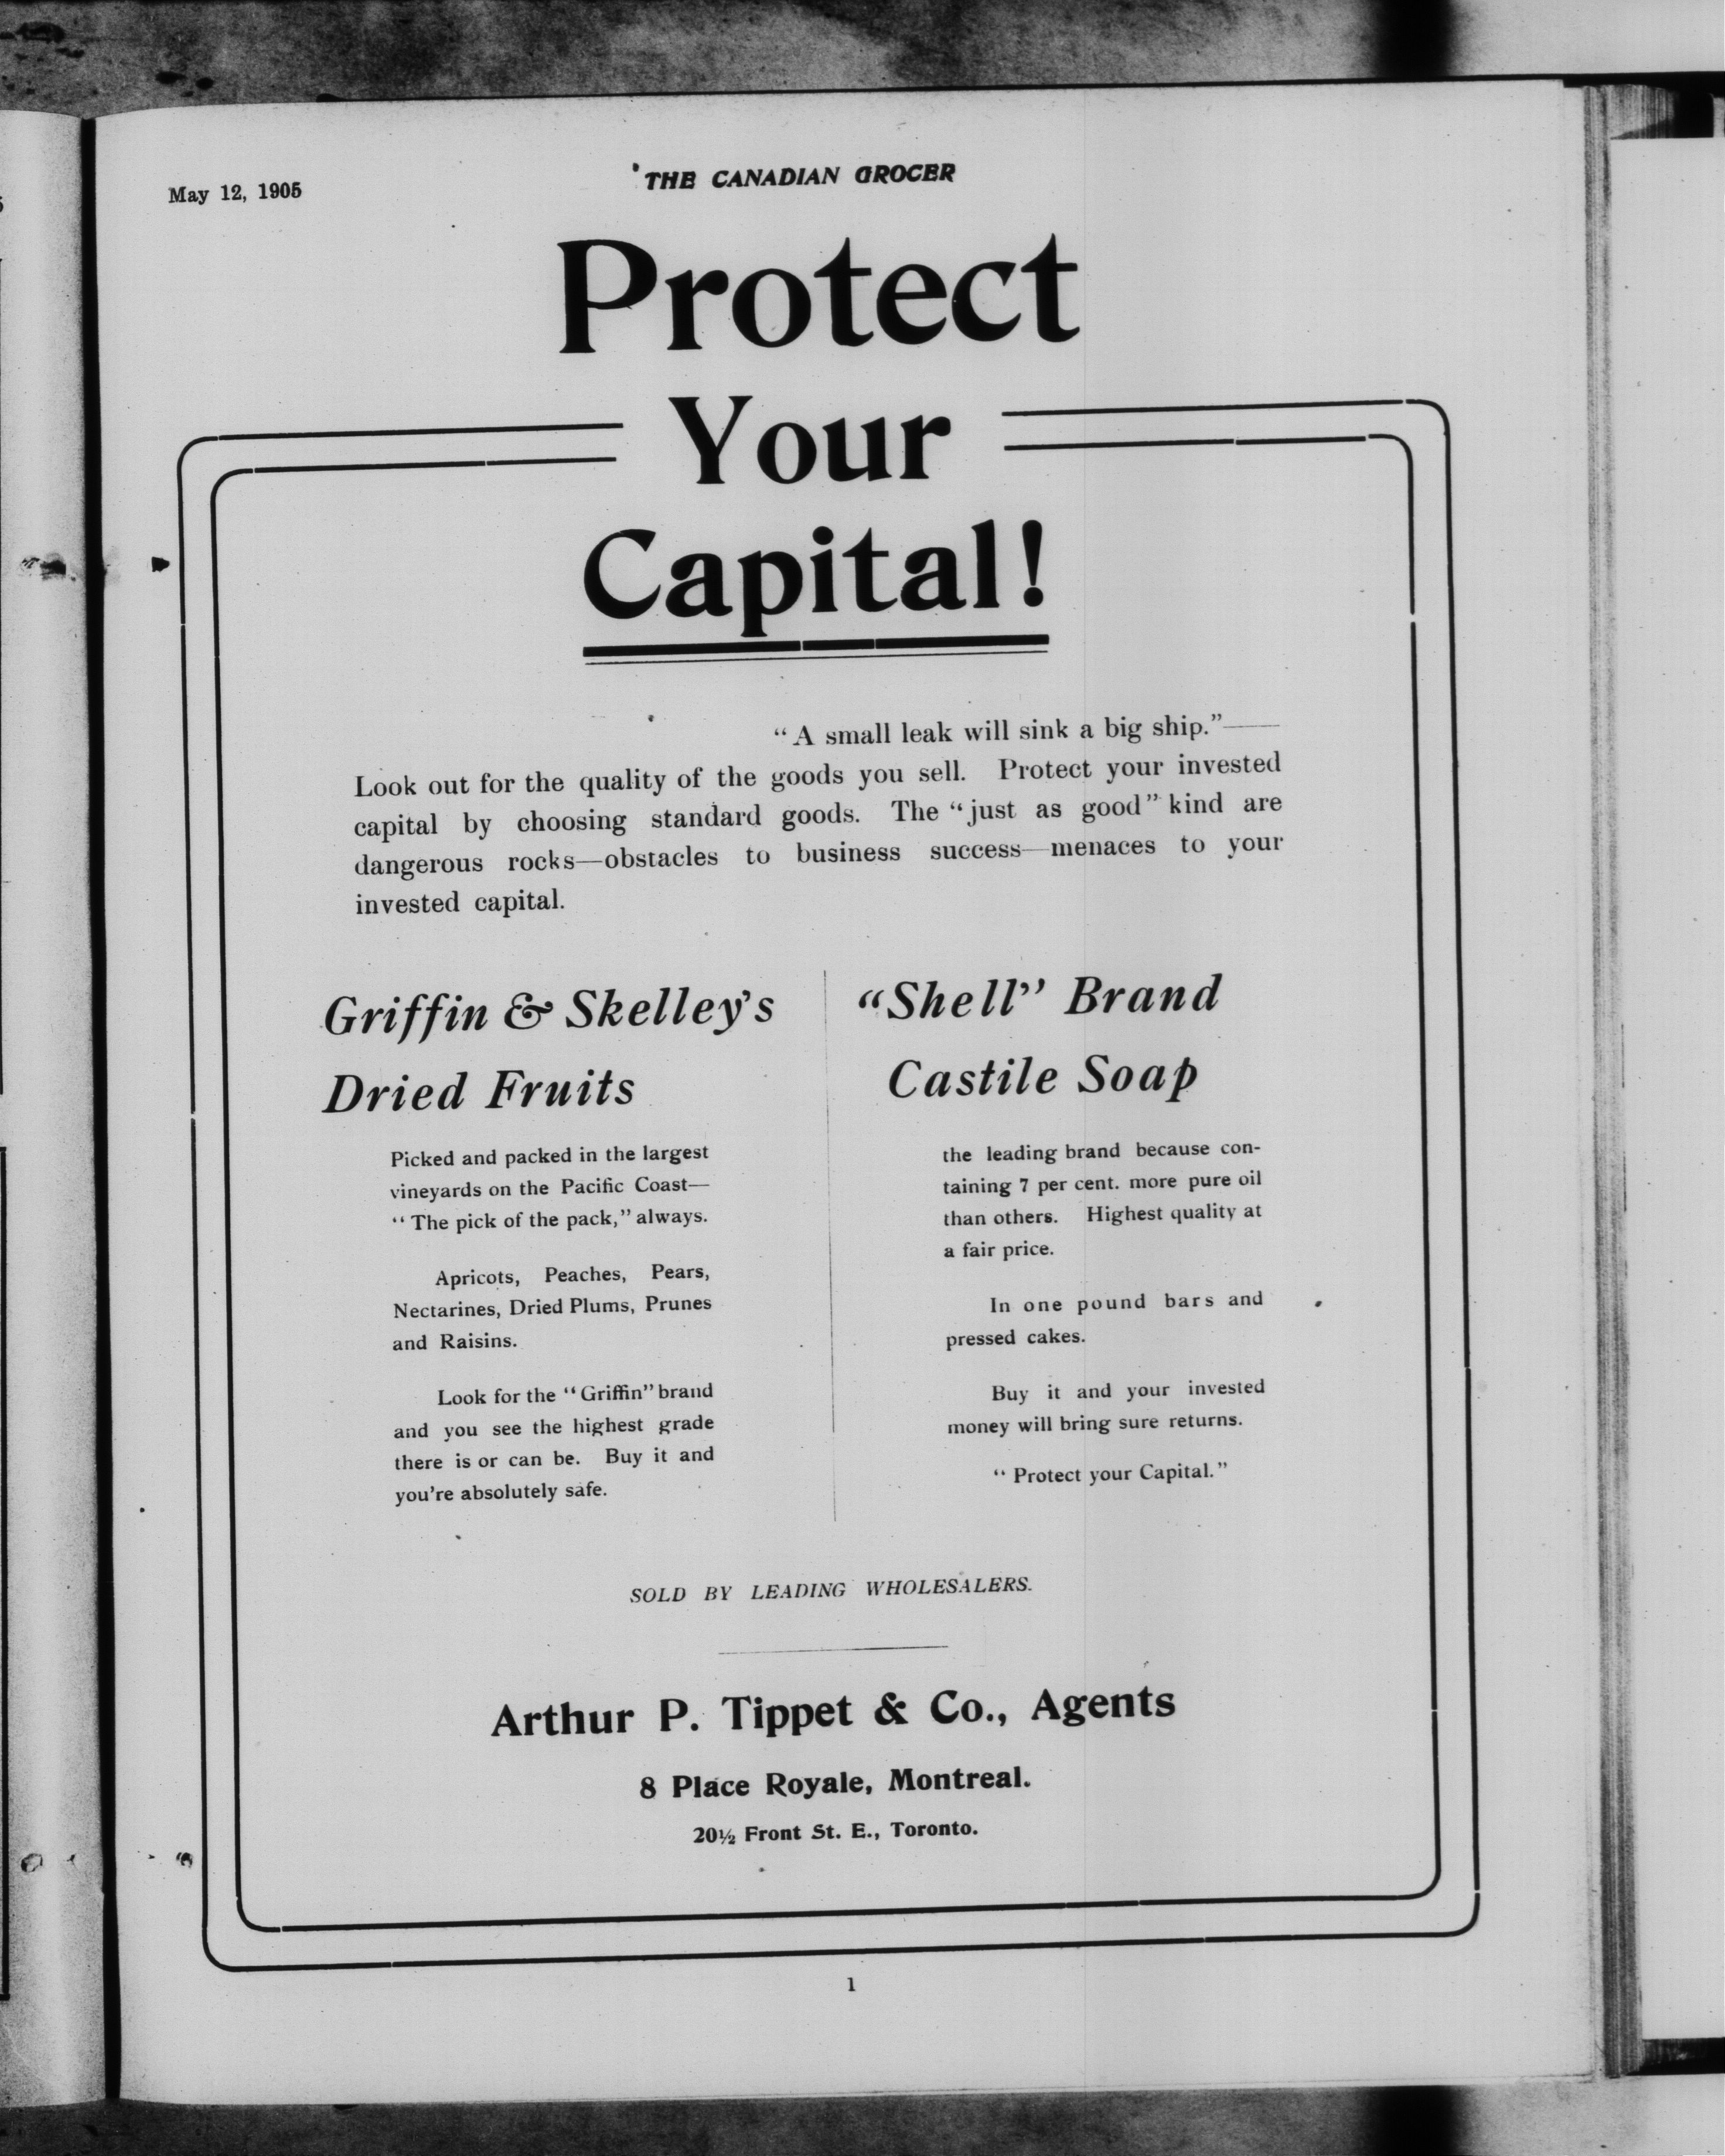 May 12, 1905
THE CANADIAN GROCER
Protect
Your
Capital!
“A small leak will sink a big ship.”——
Look out for the quality of the goods you sell. Protect your invested
capital by choosing standard goods. The “just as good” kind are
dangerous rocks—obstacles to business success—menaces to your
invested capital.
Griffin & Skelley's
Dried Fruits
Picked and packed in the largest
vineyards on the Pacific Coast—
“The pick of the pack,” always.
Apricots, Peaches, Pears,
Nectarines, Dried Plums, Prunes
and Raisins.
Look for the “Griffin” brand
and you see the highest grade
there is or can be. Buy it and
you're absolutely safe.
“Shell” Brand
Castile Soap
the leading brand because con-
taining 7 per cent. more pure oil
than others. Highest quality at
a fair price.
In one pound bars and
pressed cakes.
Buy it and your invested
money will bring sure returns.
“Protect your Capital.”
SOLD BY LEADING WHOLESALERS.
Arthur P. Tippet & Co., Agents
8 Place Royale, Montreal.
20½ Front St. E., Toronto.
1